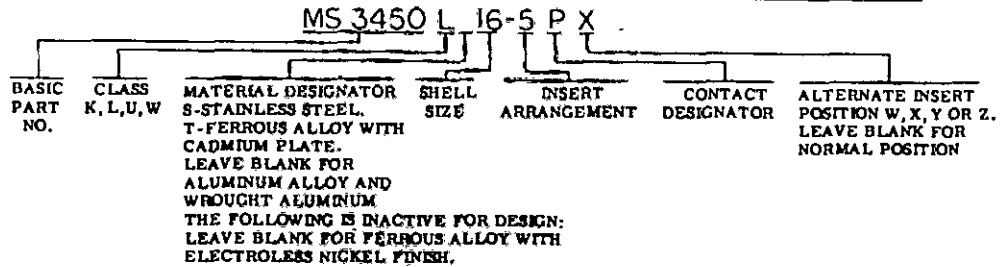 MS 3450 L 16-5 P X
BASIC
PART
NO.
CLASS
K, L, U, W
MATERIAL DESIGNATOR
S-STAINLESS STEEL.
T-FERROUS ALLOY WITH
CADMIUM PLATE.
LEAVE BLANK FOR
ALUMINUM ALLOY AND
WROUGHT ALUMINUM
THE FOLLOWING IS INACTIVE FOR DESIGN:
LEAVE BLANK FOR FERROUS ALLOY WITH
ELECTROLESS NICKEL FINISH.
SHELL
SIZE
INSERT
ARRANGEMENT
CONTACT
DESIGNATOR
ALTERNATE INSERT
POSITION W, X, Y OR Z.
LEAVE BLANK FOR
NORMAL POSITION